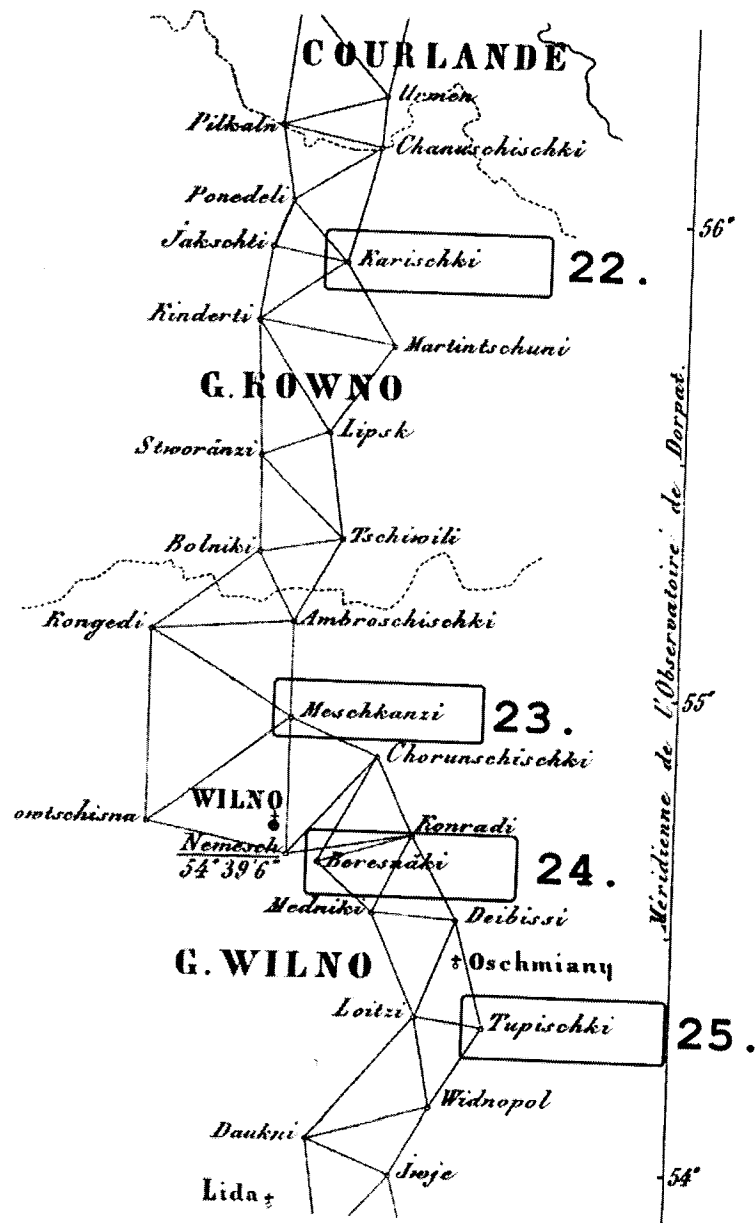 COURLANDE
Urmen
Pilkaln
Chanuschischki
Ponedeli
56°
Jakschti
Karischki
22.
Kinderti
Martintschuni
G. KOWNO
Lipsk
Stworänzi
Méridienne de l'Observatoire de Dorpat.
Tschiwili
Bolniki
Kongedi
Ambroschischki
55°
Meschkanzi
23.
Chorunschischki
WILNO
owtschisna
Konradi
Nemesch
54° 39' 6"
Beresnäki
24.
Medniki
Deibissi
G. WILNO
Oschmiany
Loitzi
Tupischki
25.
Widnopol
Daukni
Jwje
54°
Lida